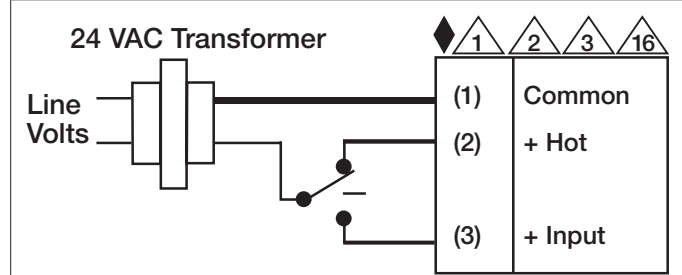 24 VAC Transformer
1 2 3 16
Line
Volts
(1) Common
(2) + Hot
(3) + Input